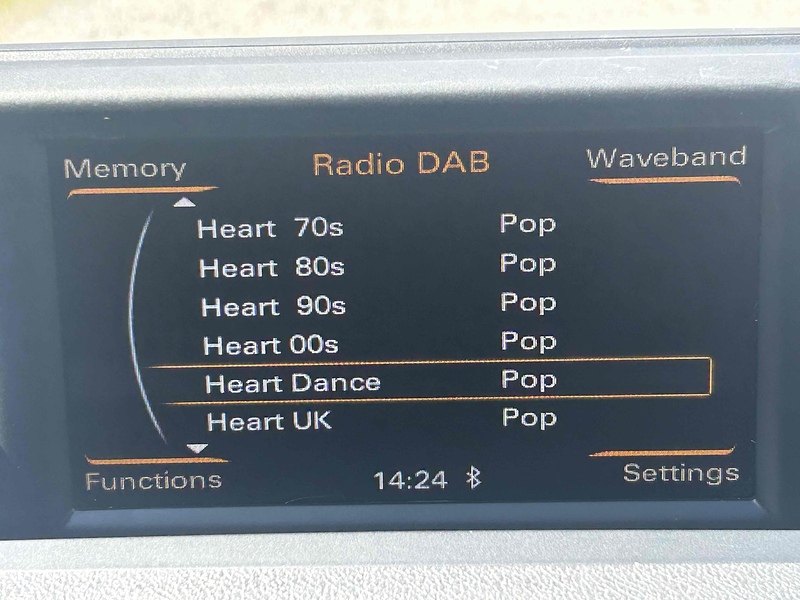 Memory Radio DAB Waveband
Heart 70s Pop
Heart 80s Pop
Heart 90s Pop
Heart 00s Pop
Heart Dance Pop
Heart UK Pop
Functions 14:24 Settings